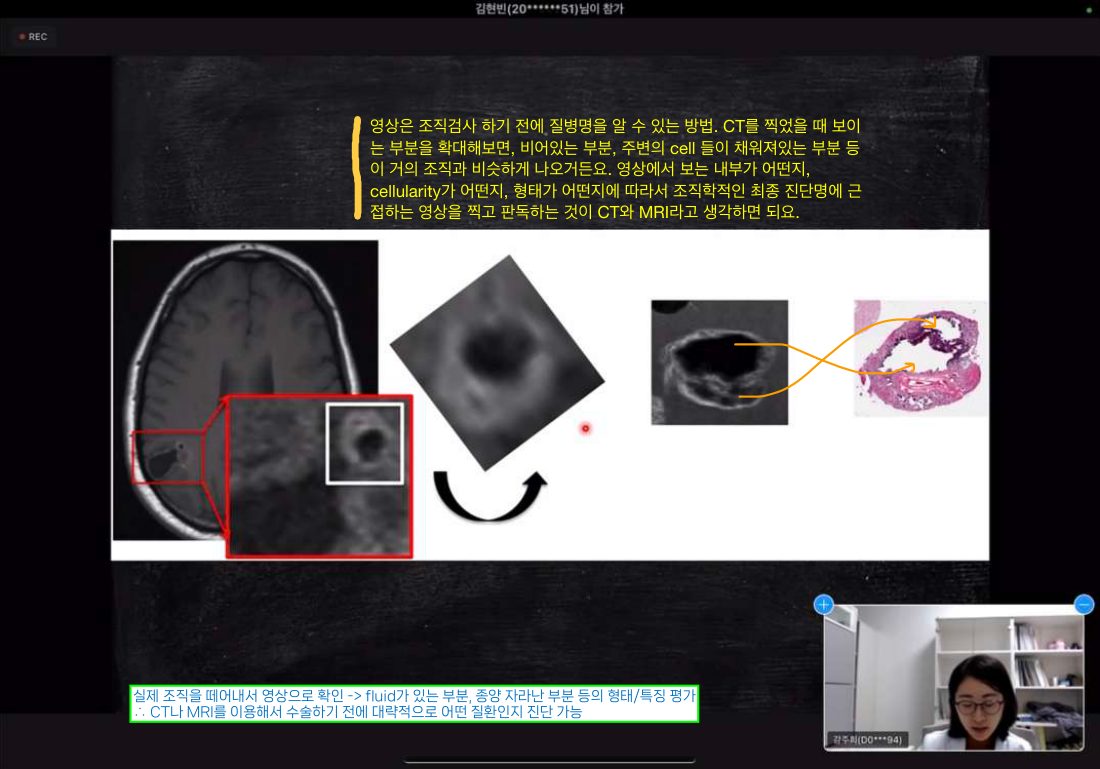 김현빈(20******51)님이 참가
REC
영상은 조직검사 하기 전에 질병명을 알 수 있는 방법. CT를 찍었을 때 보이
는 부분을 확대해보면, 비어있는 부분, 주변의 cell 들이 채워져있는 부분 등
이 거의 조직과 비슷하게 나오거든요. 영상에서 보는 내부가 어떤지,
cellularity가 어떤지, 형태가 어떤지에 따라서 조직학적인 최종 진단명에 근
접하는 영상을 찍고 판독하는 것이 CT와 MRI라고 생각하면 되요.
실제 조직을 떼어내서 영상으로 확인 -> fluid가 있는 부분, 종양 자라난 부분 등의 형태/특징 평가
∴ CT나 MRI를 이용해서 수술하기 전에 대략적으로 어떤 질환인지 진단 가능
강주희(D0***94)